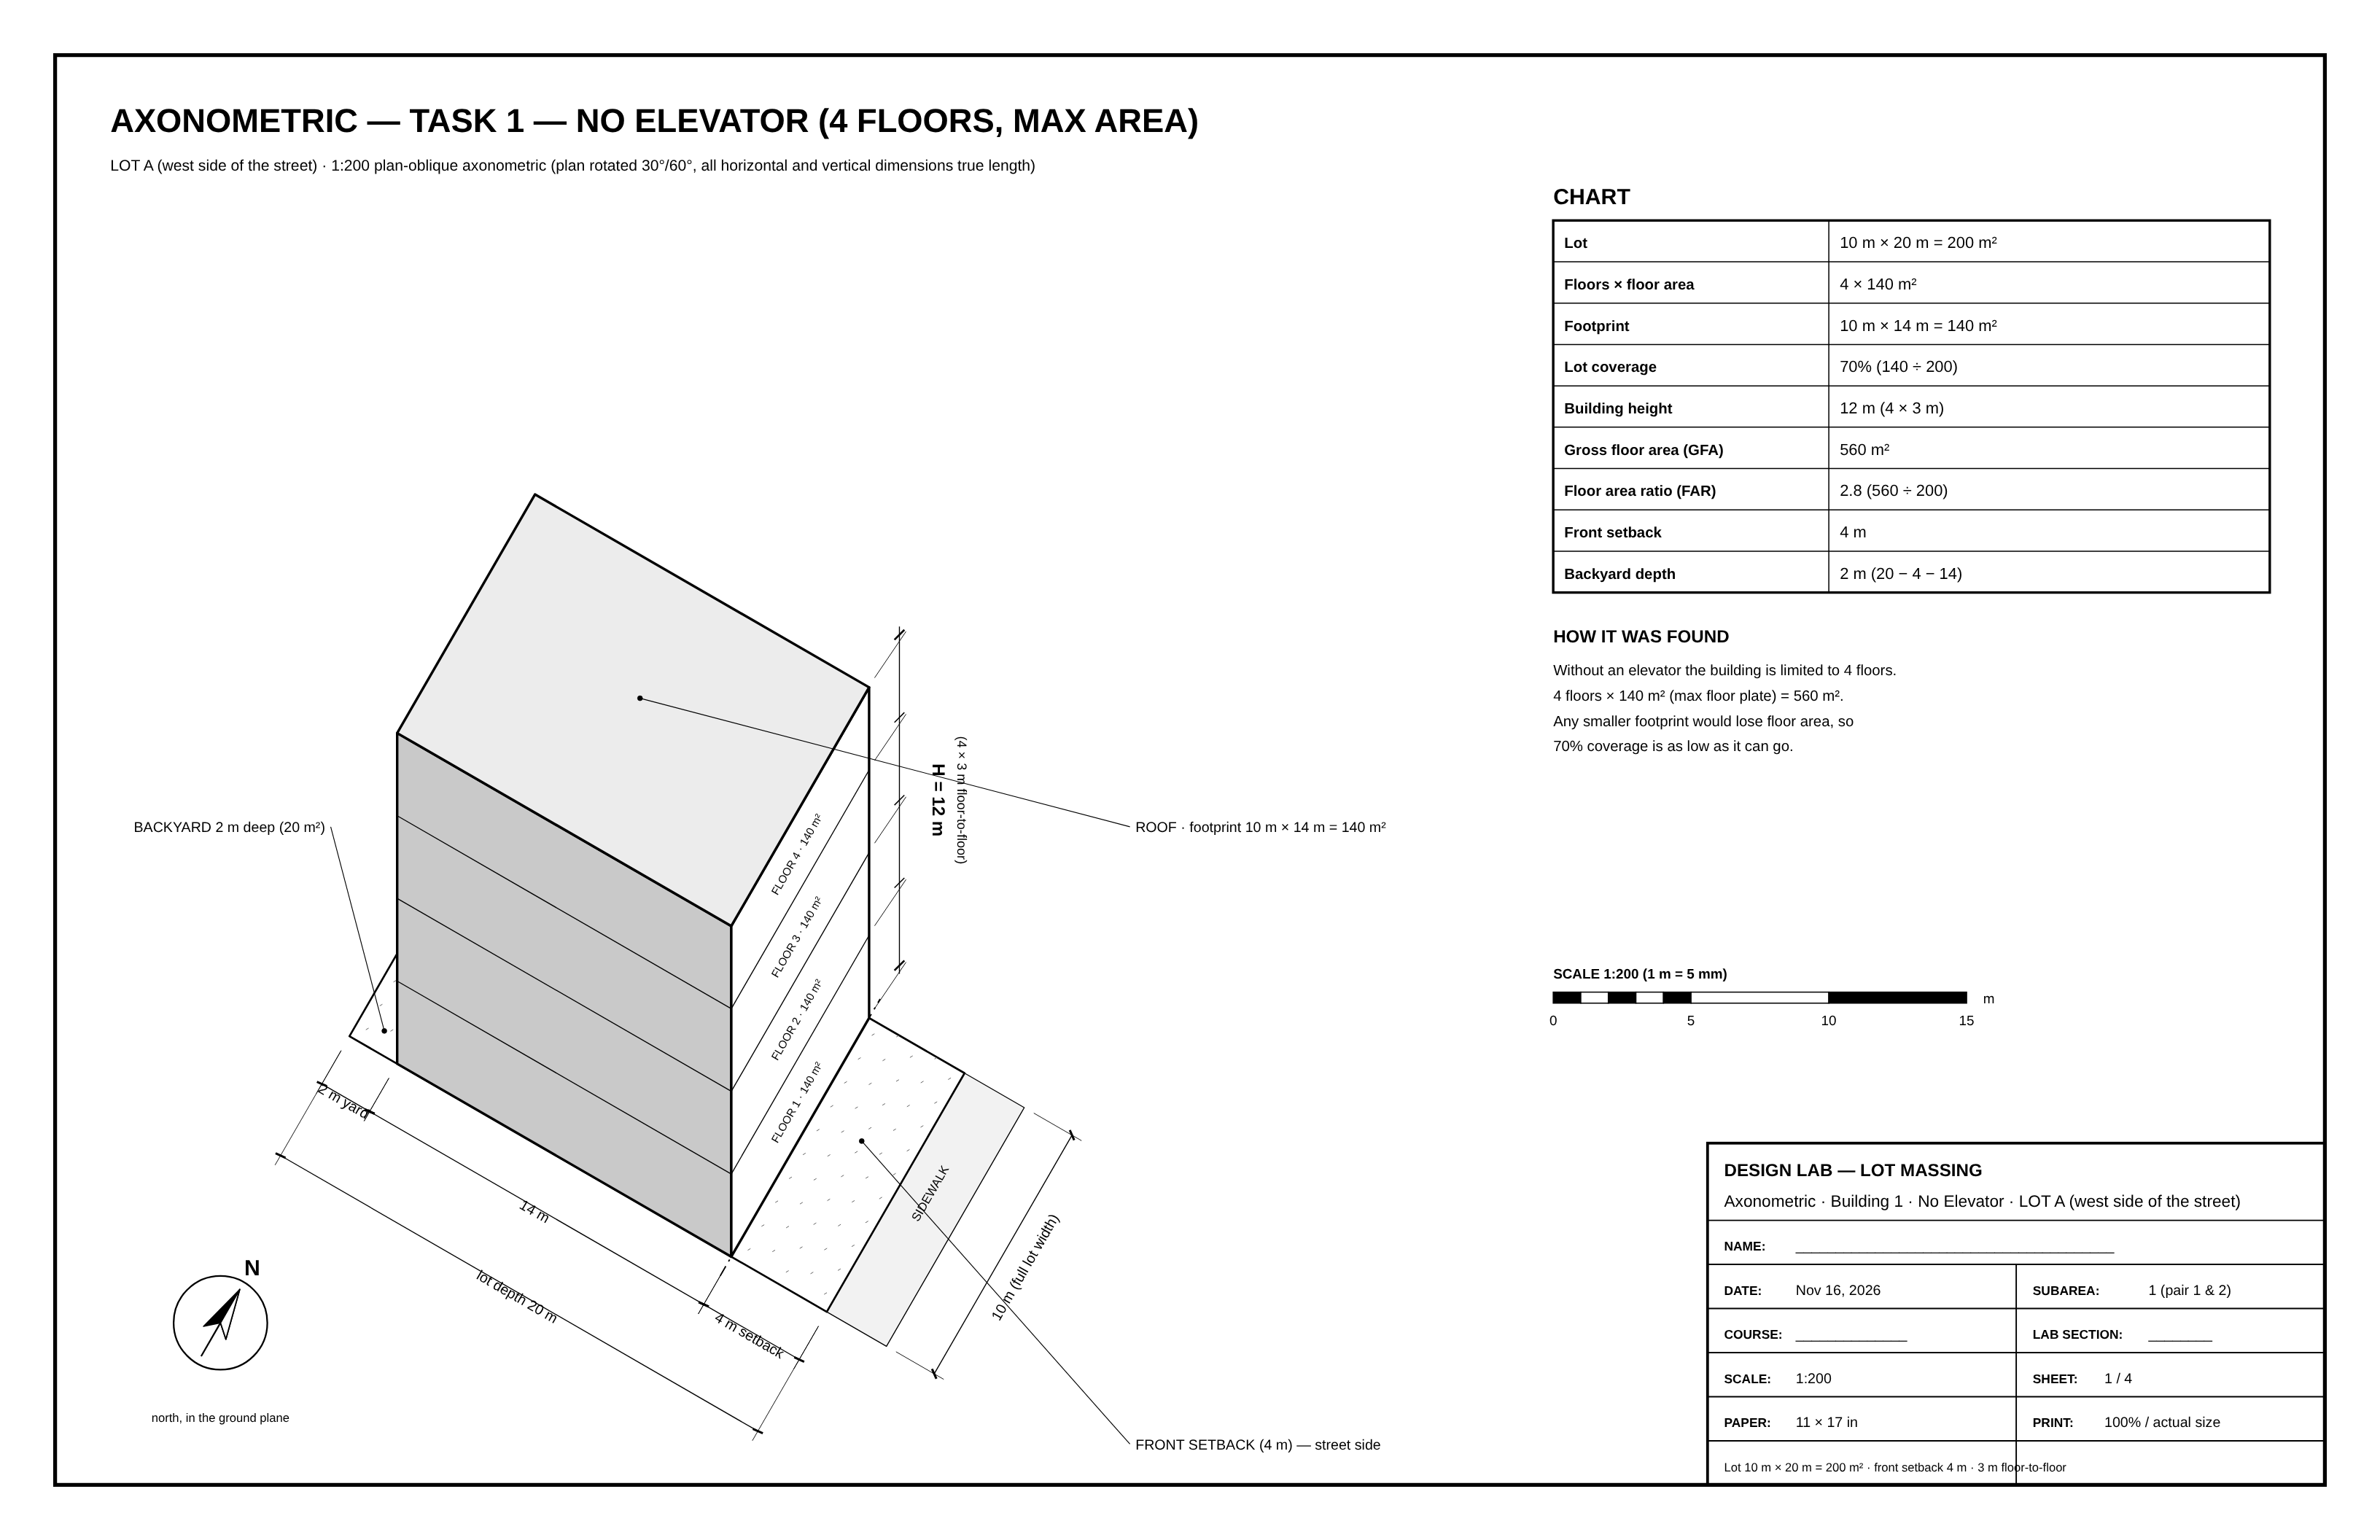 AXONOMETRIC — TASK 1 — NO ELEVATOR (4 FLOORS, MAX AREA)
LOT A (west side of the street) · 1:200 plan-oblique axonometric (plan rotated 30°/60°, all horizontal and vertical dimensions true length)
CHART
Lot 10 m × 20 m = 200 m²
Floors × floor area 4 × 140 m²
Footprint 10 m × 14 m = 140 m²
Lot coverage 70% (140 ÷ 200)
Building height 12 m (4 × 3 m)
Gross floor area (GFA) 560 m²
Floor area ratio (FAR) 2.8 (560 ÷ 200)
Front setback 4 m
Backyard depth 2 m (20 − 4 − 14)
HOW IT WAS FOUND
Without an elevator the building is limited to 4 floors.
4 floors × 140 m² (max floor plate) = 560 m².
Any smaller footprint would lose floor area, so
70% coverage is as low as it can go.
BACKYARD 2 m deep (20 m²)
H = 12 m
(4 × 3 m floor-to-floor)
ROOF · footprint 10 m × 14 m = 140 m²
FLOOR 4 · 140 m²
FLOOR 3 · 140 m²
FLOOR 2 · 140 m²
FLOOR 1 · 140 m²
SIDEWALK
2 m yard
14 m
4 m setback
lot depth 20 m
10 m (full lot width)
FRONT SETBACK (4 m) — street side
N
north, in the ground plane
SCALE 1:200 (1 m = 5 mm)
m
0 5 10 15
DESIGN LAB — LOT MASSING
Axonometric · Building 1 · No Elevator · LOT A (west side of the street)
NAME:
DATE: Nov 16, 2026 SUBAREA: 1 (pair 1 & 2)
COURSE: LAB SECTION:
SCALE: 1:200 SHEET: 1 / 4
PAPER: 11 × 17 in PRINT: 100% / actual size
Lot 10 m × 20 m = 200 m² · front setback 4 m · 3 m floor-to-floor